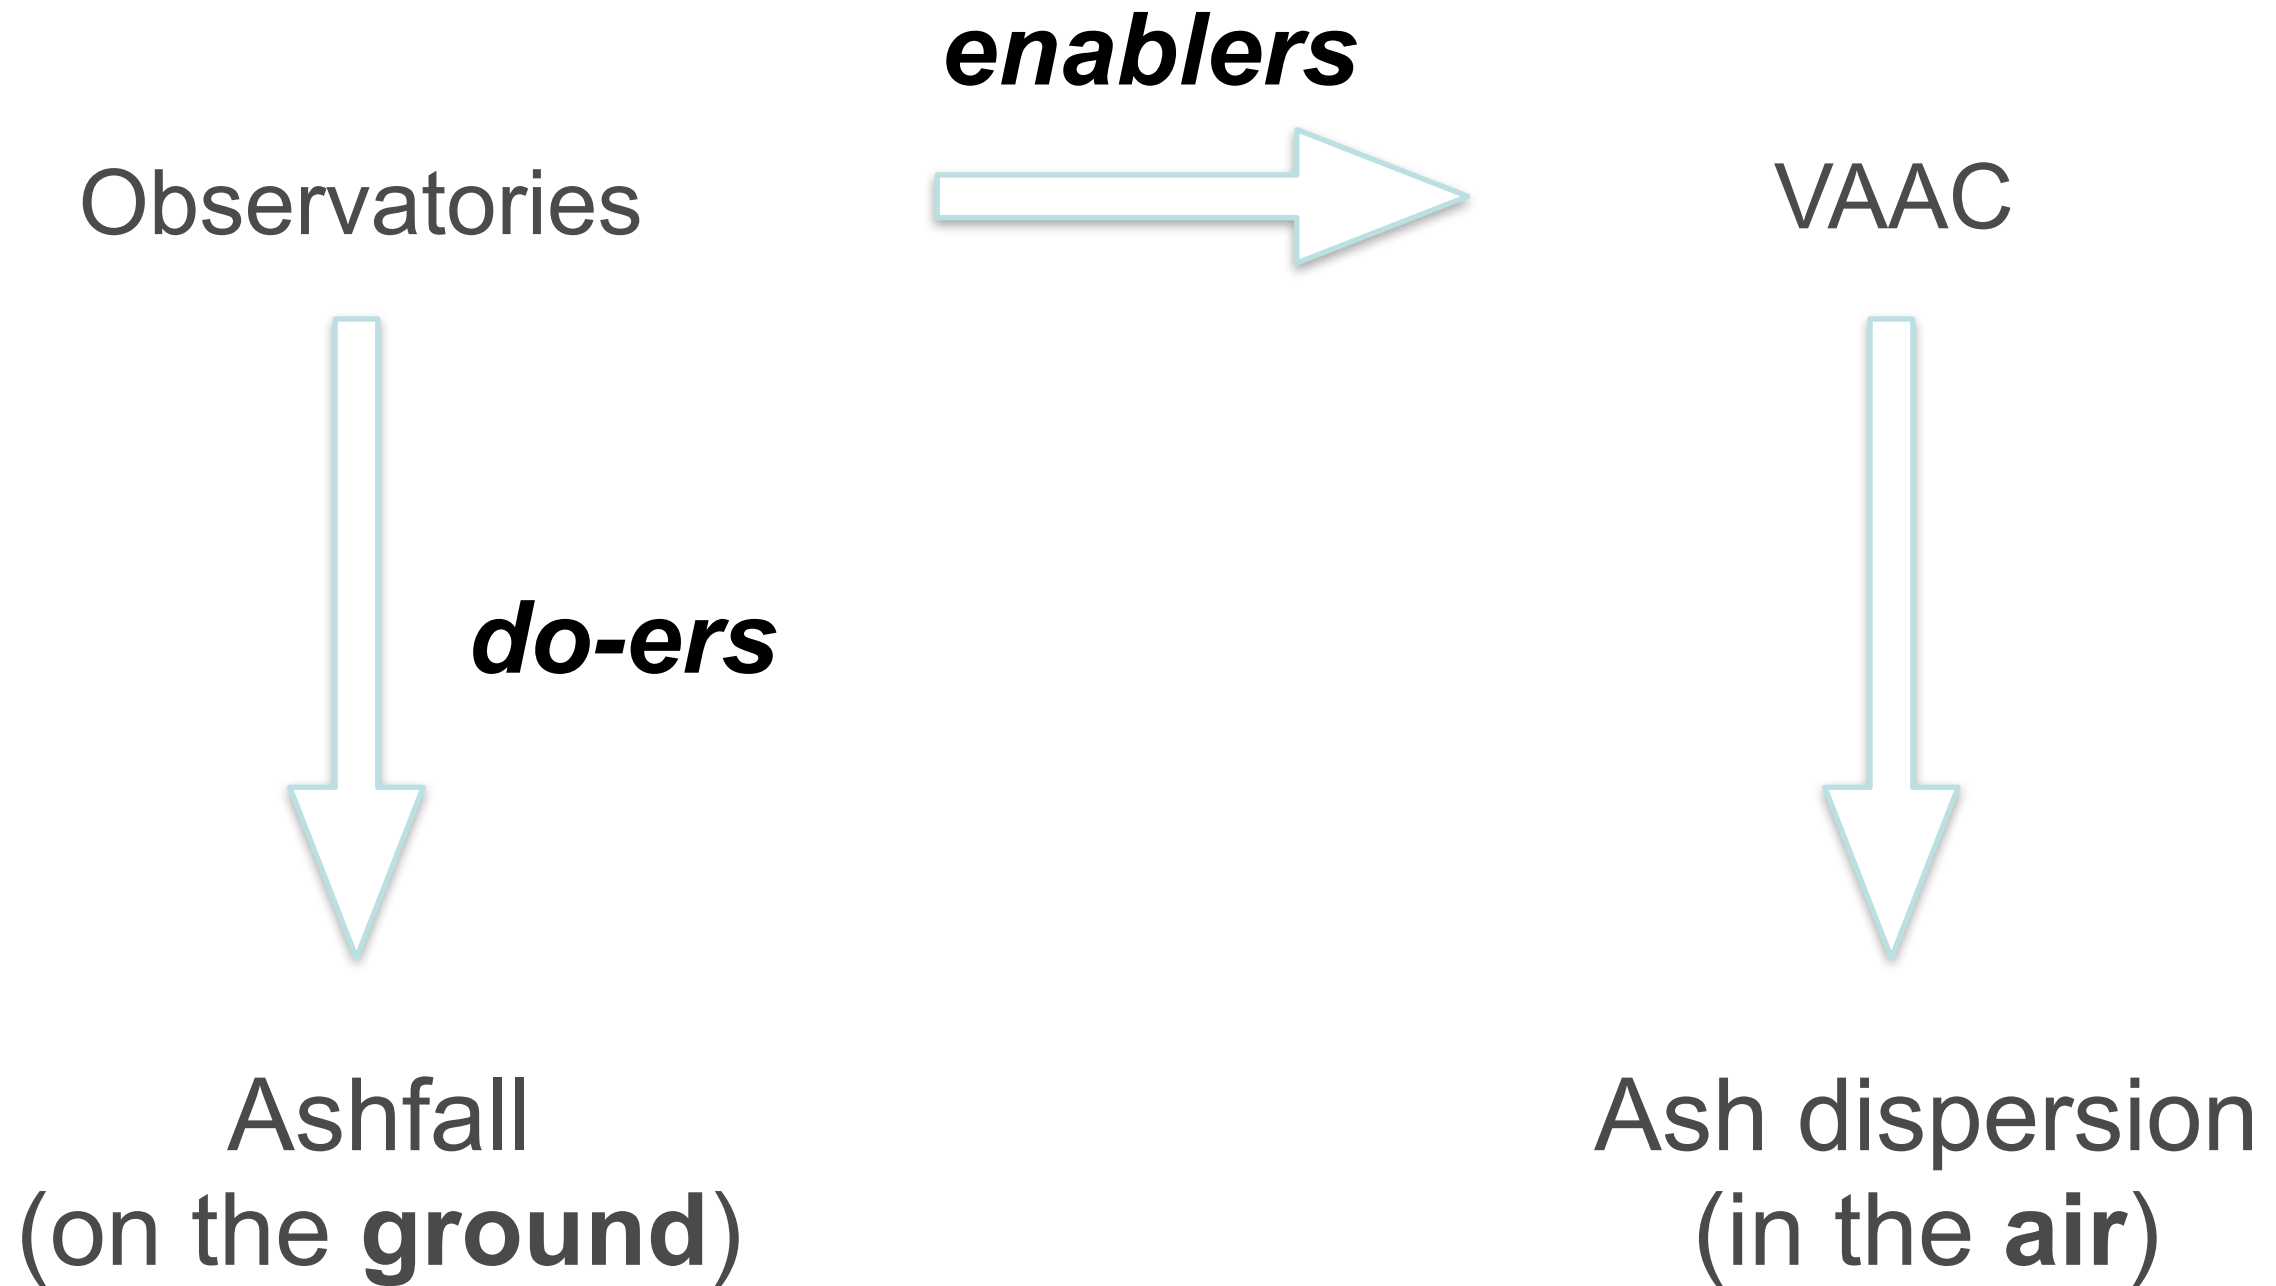 enablers
Observatories
VAAC
do-ers
Ashfall
(on the ground)
Ash dispersion
(in the air)